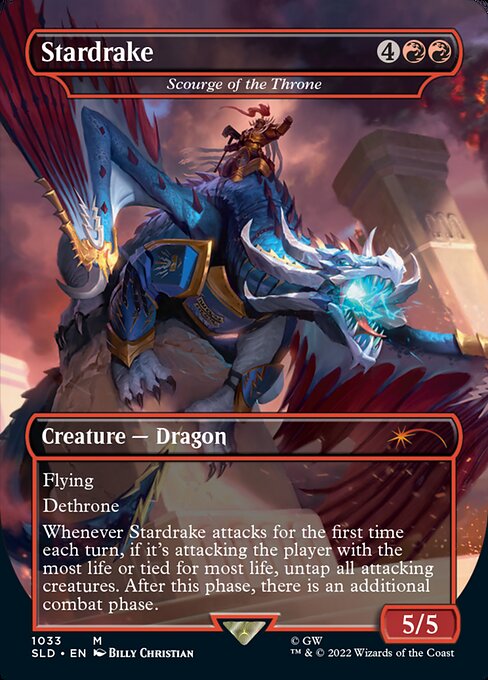 Stardrake 4
Scourge of the Throne
Creature — Dragon
Flying
Dethrone
Whenever Stardrake attacks for the first time
each turn, if it's attacking the player with the
most life or tied for most life, untap all attacking
creatures. After this phase, there is an additional
combat phase.
5/5
1033 M
SLD • EN Billy Christian
© GW
™ & © 2022 Wizards of the Coast